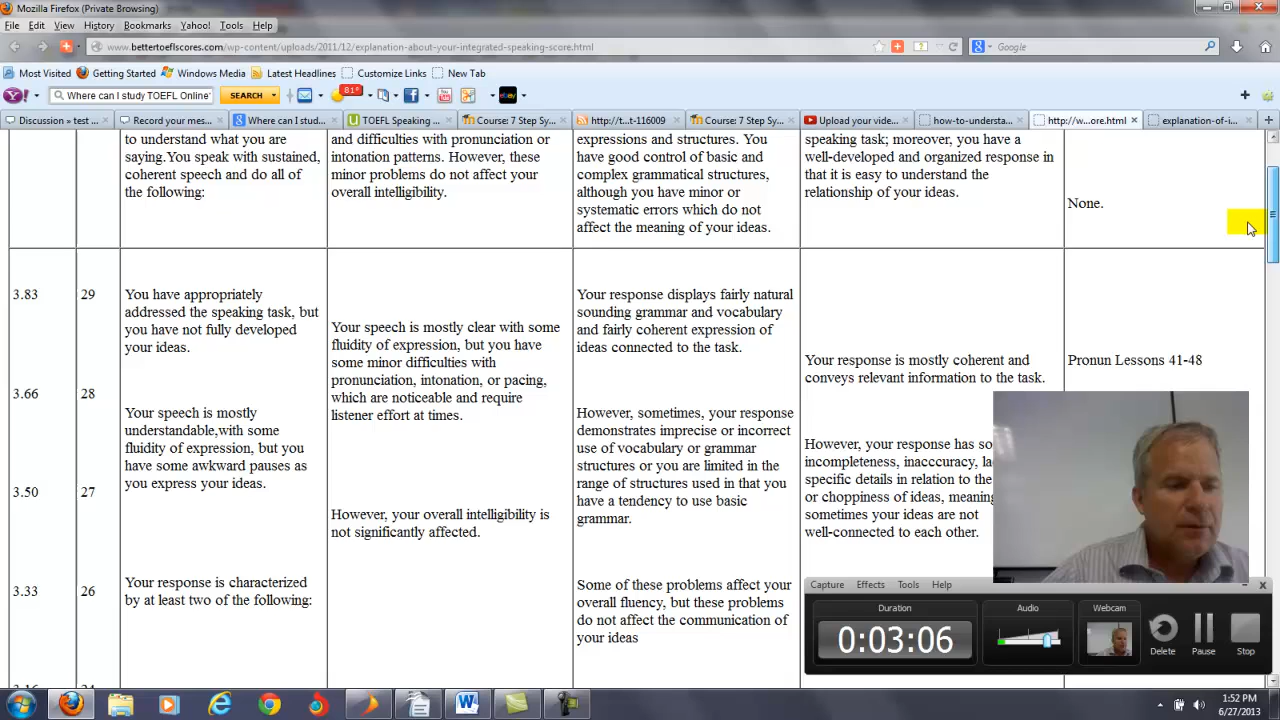 Mozilla Firefox (Private Browsing)
File Edit View History Bookmarks Yahoo! Tools Help
www.bettertoeflscores.com/wp-content/uploads/2011/12/explanation-about-your-integrated-speaking-score.html
Google
Most Visited Getting Started Windows Media Latest Headlines Customize Links New Tab
Where can I study TOEFL Online? SEARCH 81°
Discussion » test ... Record your mes... Where can I stud... TOEFL Speaking ... Course: 7 Step Sy... http://t...t-116009 Course: 7 Step Sy... Upload your vide... how-to-understa... http://w...ore.html explanation-of-i...
to understand what you are
saying.You speak with sustained,
coherent speech and do all of
the following:
and difficulties with pronunciation or
intonation patterns. However, these
minor problems do not affect your
overall intelligibility.
expressions and structures. You
have good control of basic and
complex grammatical structures,
although you have minor or
systematic errors which do not
affect the meaning of your ideas.
speaking task; moreover, you have a
well-developed and organized response in
that it is easy to understand the
relationship of your ideas.
None.
3.83 29
3.66 28
3.50 27
3.33 26
You have appropriately
addressed the speaking task, but
you have not fully developed
your ideas.
Your speech is mostly
understandable,with some
fluidity of expression, but you
have some awkward pauses as
you express your ideas.
Your response is characterized
by at least two of the following:
Your speech is mostly clear with some
fluidity of expression, but you have
some minor difficulties with
pronunciation, intonation, or pacing,
which are noticeable and require
listener effort at times.
However, your overall intelligibility is
not significantly affected.
Your response displays fairly natural
sounding grammar and vocabulary
and fairly coherent expression of
ideas connected to the task.
However, sometimes, your response
demonstrates imprecise or incorrect
use of vocabulary or grammar
structures or you are limited in the
range of structures used in that you
have a tendency to use basic
grammar.
Some of these problems affect your
overall fluency, but these problems
do not affect the communication of
your ideas
Your response is mostly coherent and
conveys relevant information to the task.
However, your response has so
incompleteness, inacccuracy, la
specific details in relation to the
or choppiness of ideas, meaning
sometimes your ideas are not
well-connected to each other.
Pronun Lessons 41-48
Capture Effects Tools Help
Duration Audio Webcam
0:03:06
Delete Pause Stop
1:52 PM
6/27/2013